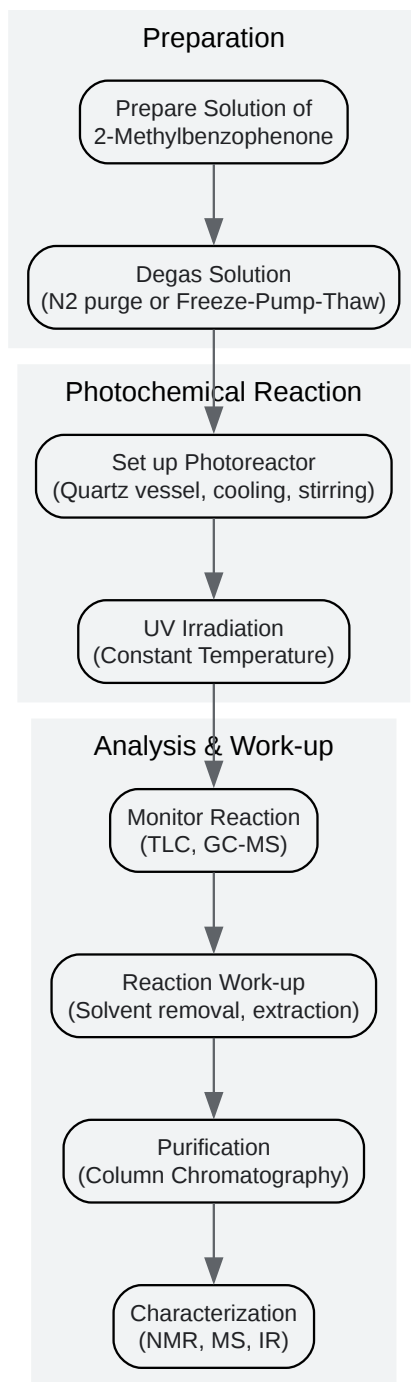 Preparation
Prepare Solution of
2-Methylbenzophenone
Degas Solution
(N2 purge or Freeze-Pump-Thaw)
Photochemical Reaction
Set up Photoreactor
(Quartz vessel, cooling, stirring)
UV Irradiation
(Constant Temperature)
Analysis & Work-up
Monitor Reaction
(TLC, GC-MS)
Reaction Work-up
(Solvent removal, extraction)
Purification
(Column Chromatography)
Characterization
(NMR, MS, IR)